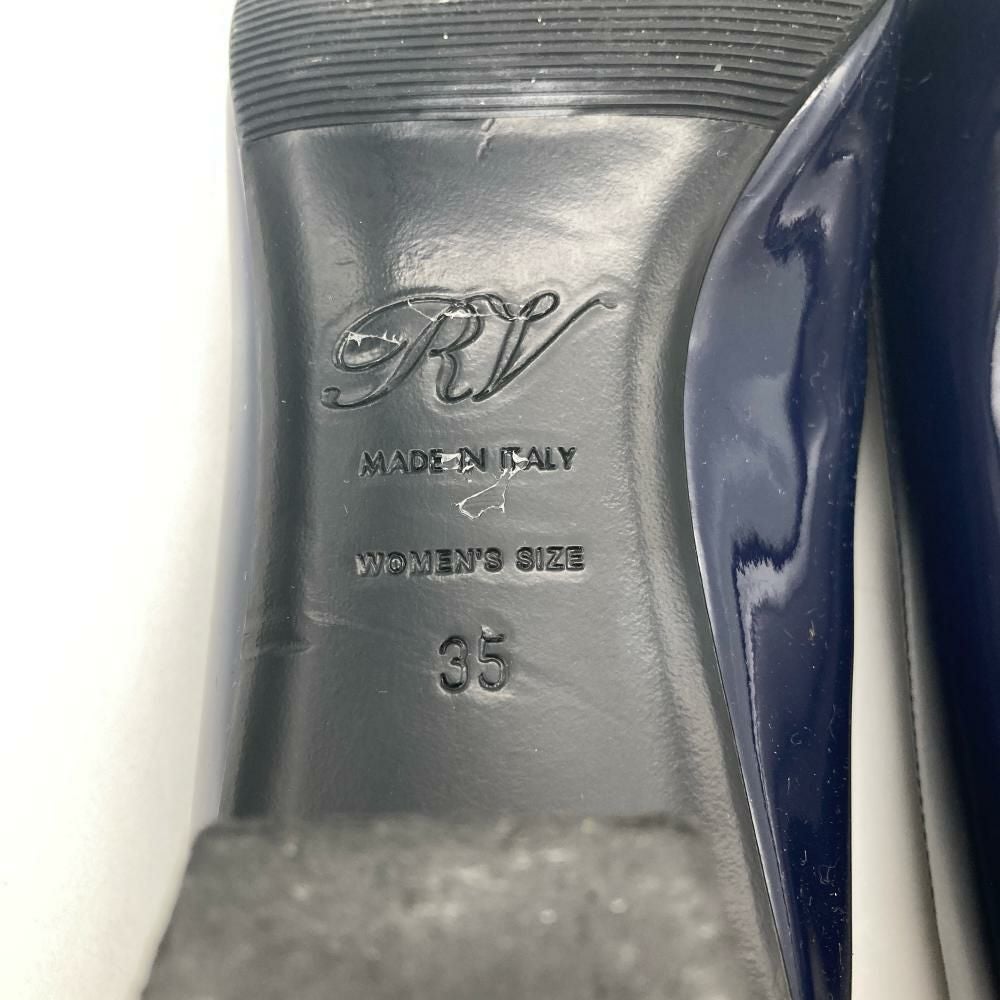 RV
MADE IN ITALY
WOMEN'S SIZE
35